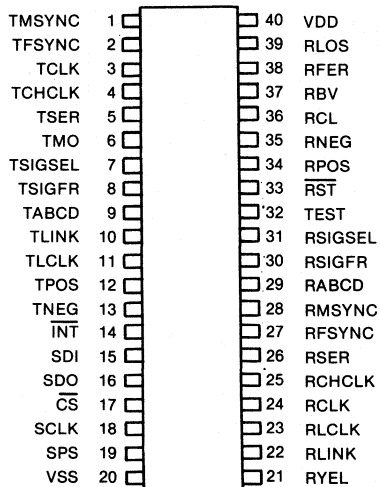 TMSYNC 1 40 VDD
TFSYNC 2 39 RLOS
TCLK 3 38 RFER
TCHCLK 4 37 RBV
TSER 5 36 RCL
TMO 6 35 RNEG
TSIGSEL 7 34 RPOS
TSIGFR 8 33 R̅S̅T̅
TABCD 9 32 TEST
TLINK 10 31 RSIGSEL
TLCLK 11 30 RSIGFR
TPOS 12 29 RABCD
TNEG 13 28 RMSYNC
I̅N̅T̅ 14 27 RFSYNC
SDI 15 26 RSER
SDO 16 25 RCHCLK
C̅S̅ 17 24 RCLK
SCLK 18 23 RLCLK
SPS 19 22 RLINK
VSS 20 21 RYEL